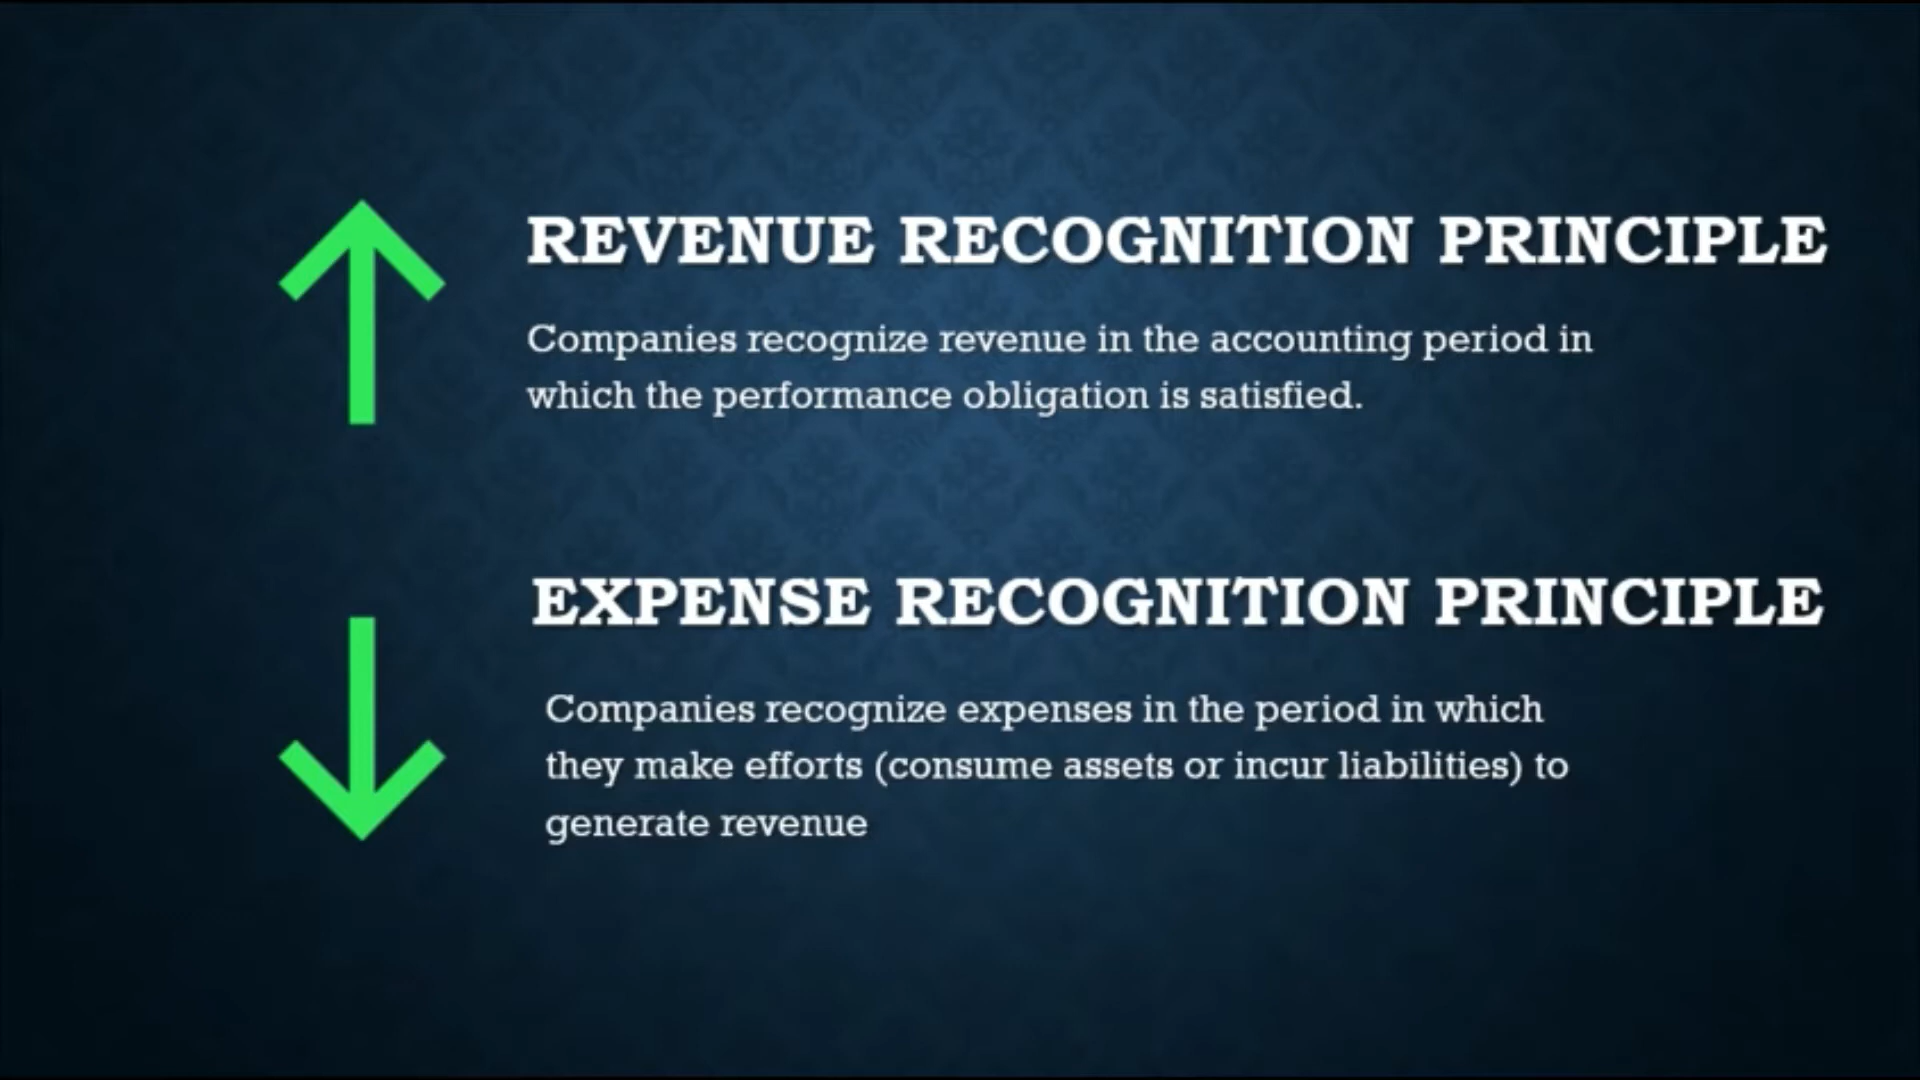 REVENUE RECOGNITION PRINCIPLE
Companies recognize revenue in the accounting period in
which the performance obligation is satisfied.
EXPENSE RECOGNITION PRINCIPLE
Companies recognize expenses in the period in which
they make efforts (consume assets or incur liabilities) to
generate revenue